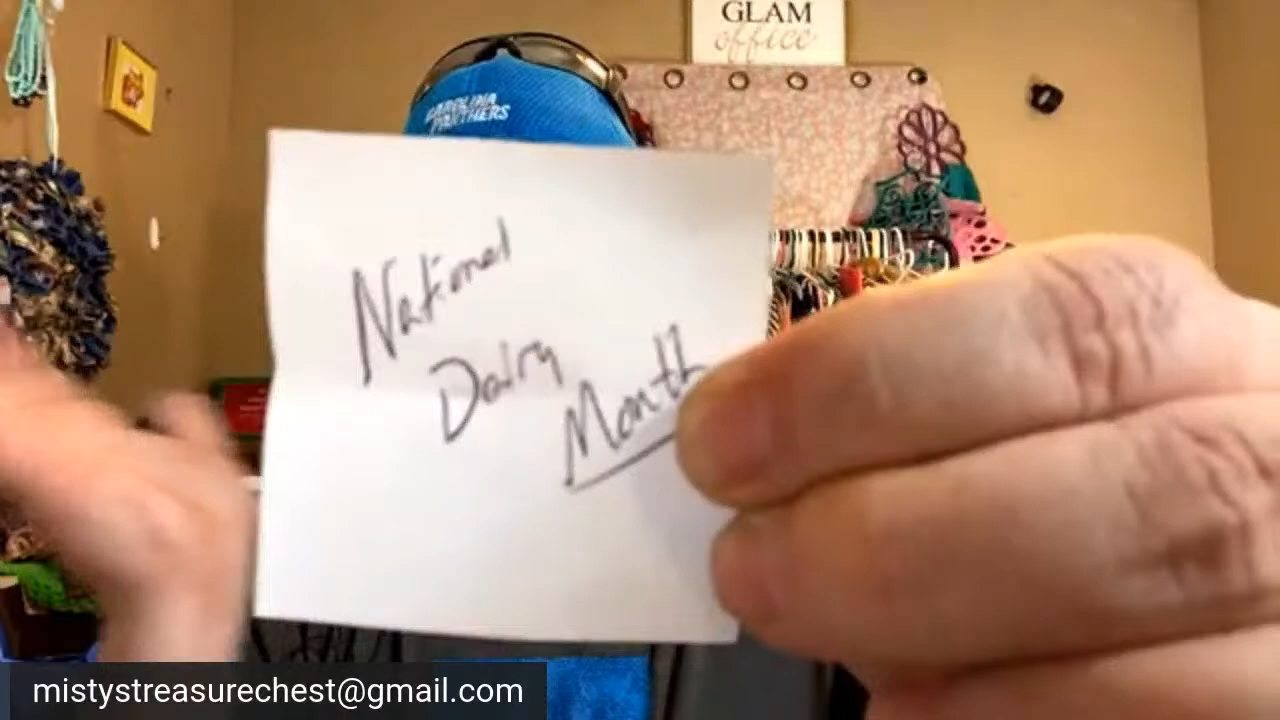 GLAM
office
CAROLINA
PANTHERS
National
Dairy
Month
mistystreasurechest@gmail.com